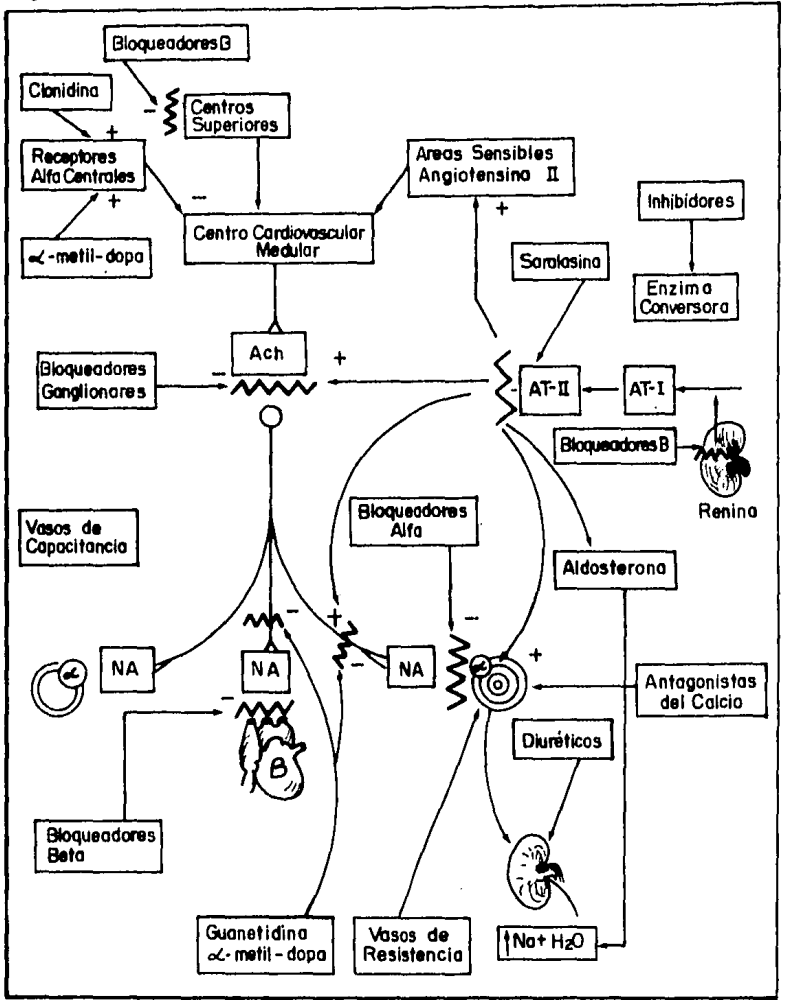 Bloqueadores B
Clonidina
Centros
Superiores
-
+
Receptores
Alfa Centrales
+
-
Areas Sensibles
Angiotensina II
+
Inhibidores
Centro Cardiovascular
Medular
α-metil-dopa
Saralasina
Enzima
Conversora
Ach
+
Bloqueadores
Ganglionares
-
AT-II
-
AT-I
Bloqueadores B
Renina
Vasos de
Capacitancia
Bloqueadores
Alfa
Aldosterona
-
+
-
-
+
NA
NA
NA
α
α
Antagonistas
del Calcio
-
Diuréticos
B
Bloqueadores
Beta
Guanetidina
α-metil-dopa
Vasos de
Resistencia
↑Na+ H2O